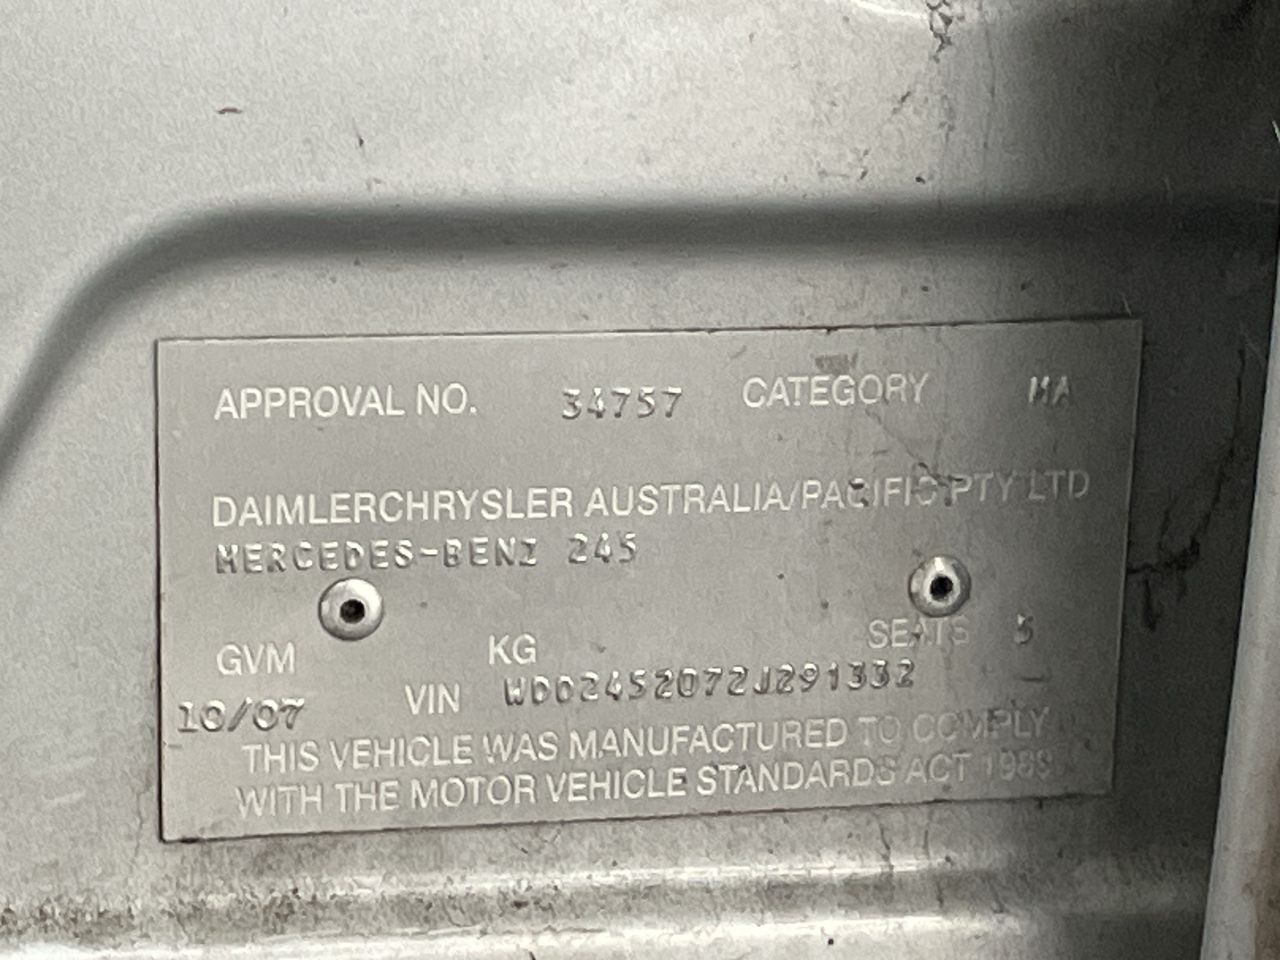 APPROVAL NO. 34757 CATEGORY MA
DAIMLERCHRYSLER AUSTRALIA/PACIFIC PTY LTD
MERCEDES-BENZ 245
GVM KG SEATS 5
10/07 VIN WDD2452072J291332
THIS VEHICLE WAS MANUFACTURED TO COMPLY
WITH THE MOTOR VEHICLE STANDARDS ACT 1989